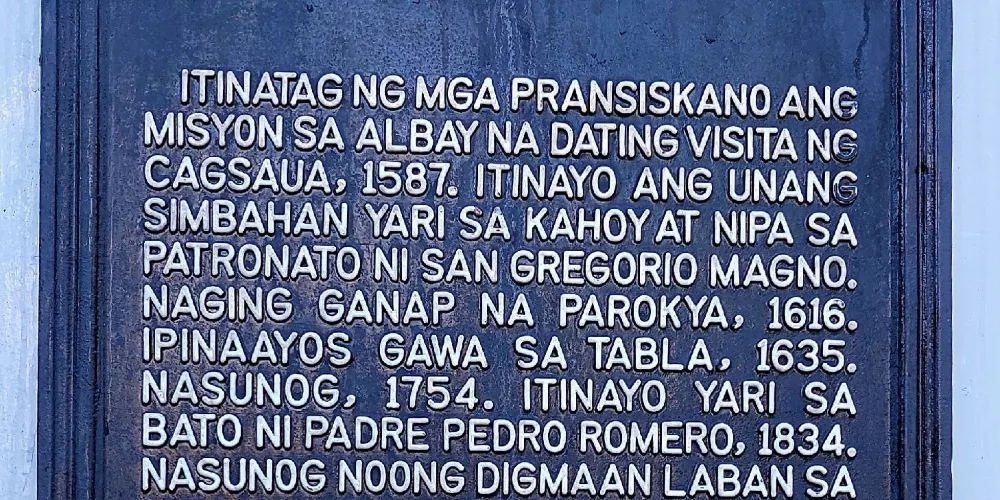 ITINATAG NG MGA PRANSISKANO ANG
MISYON SA ALBAY NA DATING VISITA NG
CAGSAUA, 1587. ITINAYO ANG UNANG
SIMBAHAN YARI SA KAHOY AT NIPA SA
PATRONATO NI SAN GREGORIO MAGNO.
NAGING GANAP NA PAROKYA, 1616.
IPINAAYOS GAWA SA TABLA, 1635.
NASUNOG, 1754. ITINAYO YARI SA
BATO NI PADRE PEDRO ROMERO, 1834.
NASUNOG NOONG DIGMAAN LABAN SA